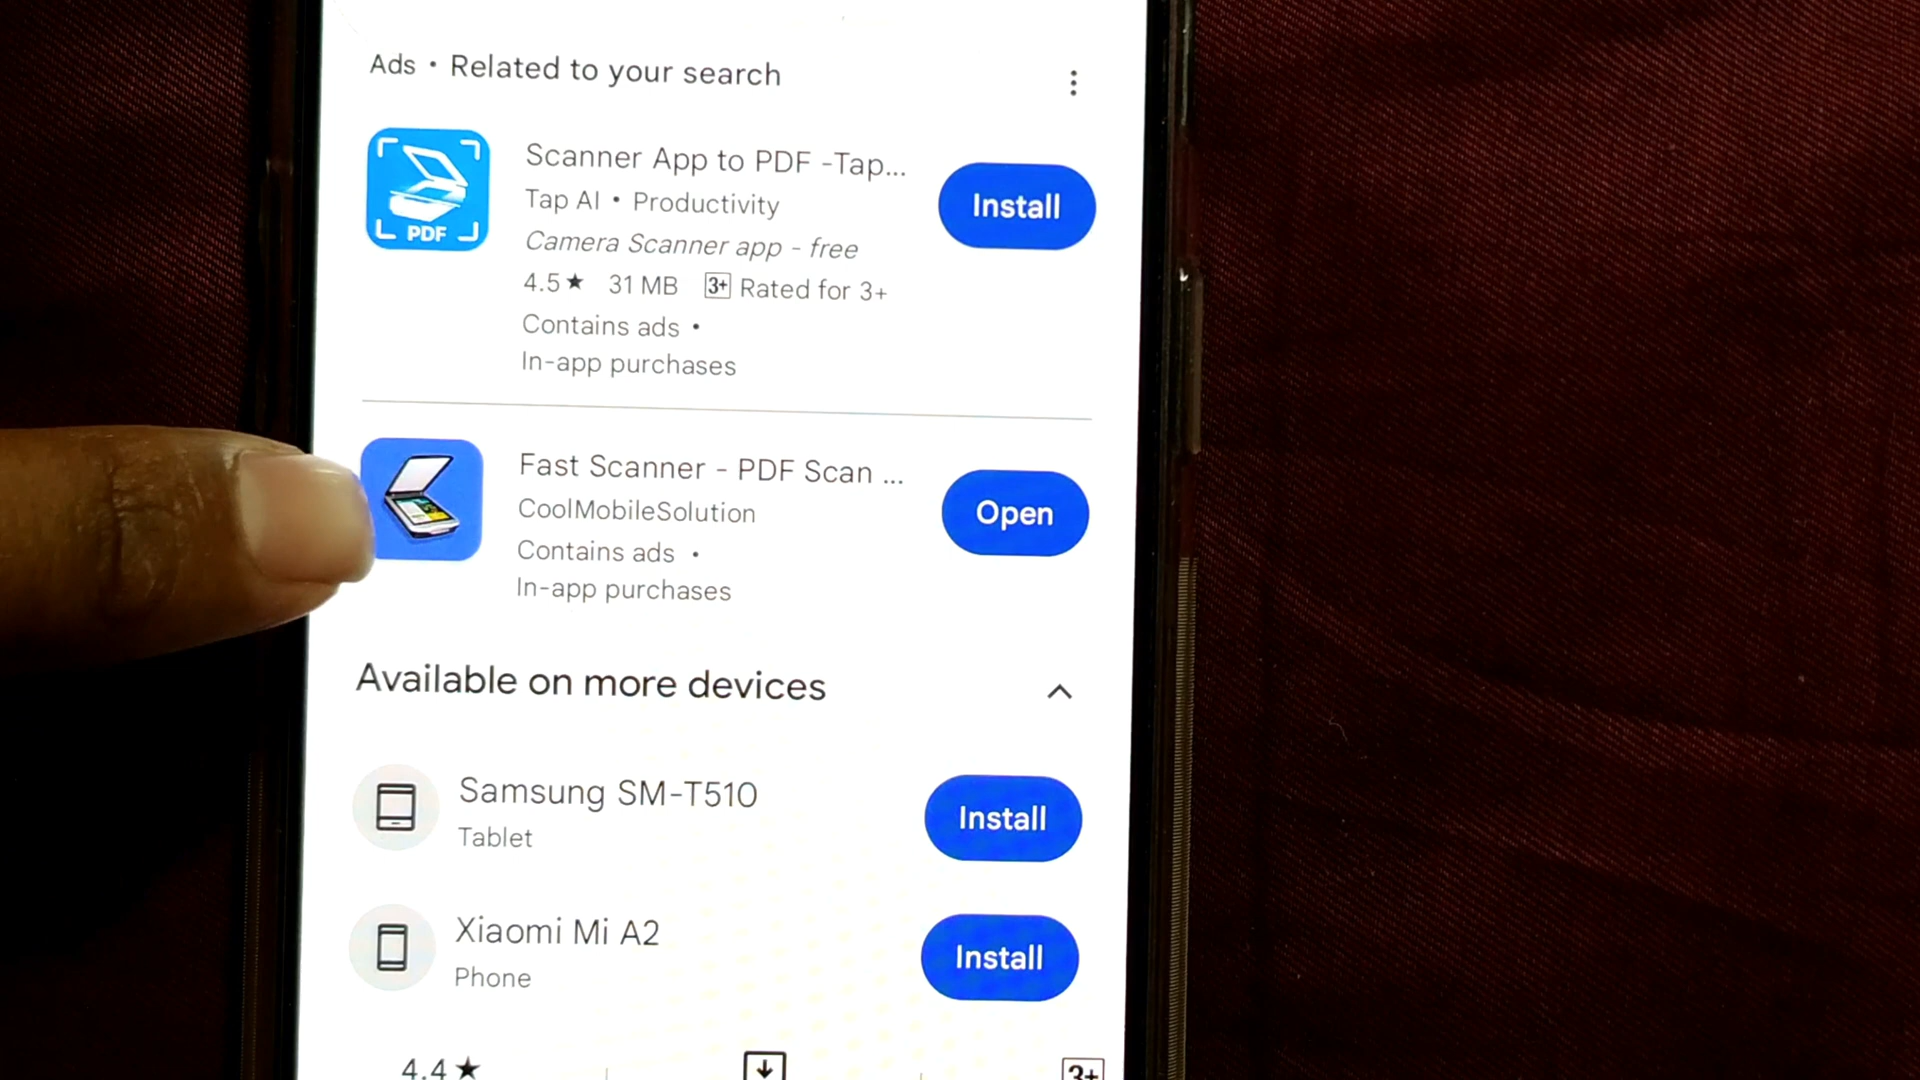 Ads • Related to your search
Scanner App to PDF -Tap...
Tap AI • Productivity
Camera Scanner app - free
4.5★ 31 MB 3+ Rated for 3+
Contains ads •
In-app purchases
Install
PDF
Fast Scanner - PDF Scan ...
CoolMobileSolution
Contains ads •
In-app purchases
Open
Available on more devices
Samsung SM-T510
Tablet
Install
Xiaomi Mi A2
Phone
Install
4.4★
3+